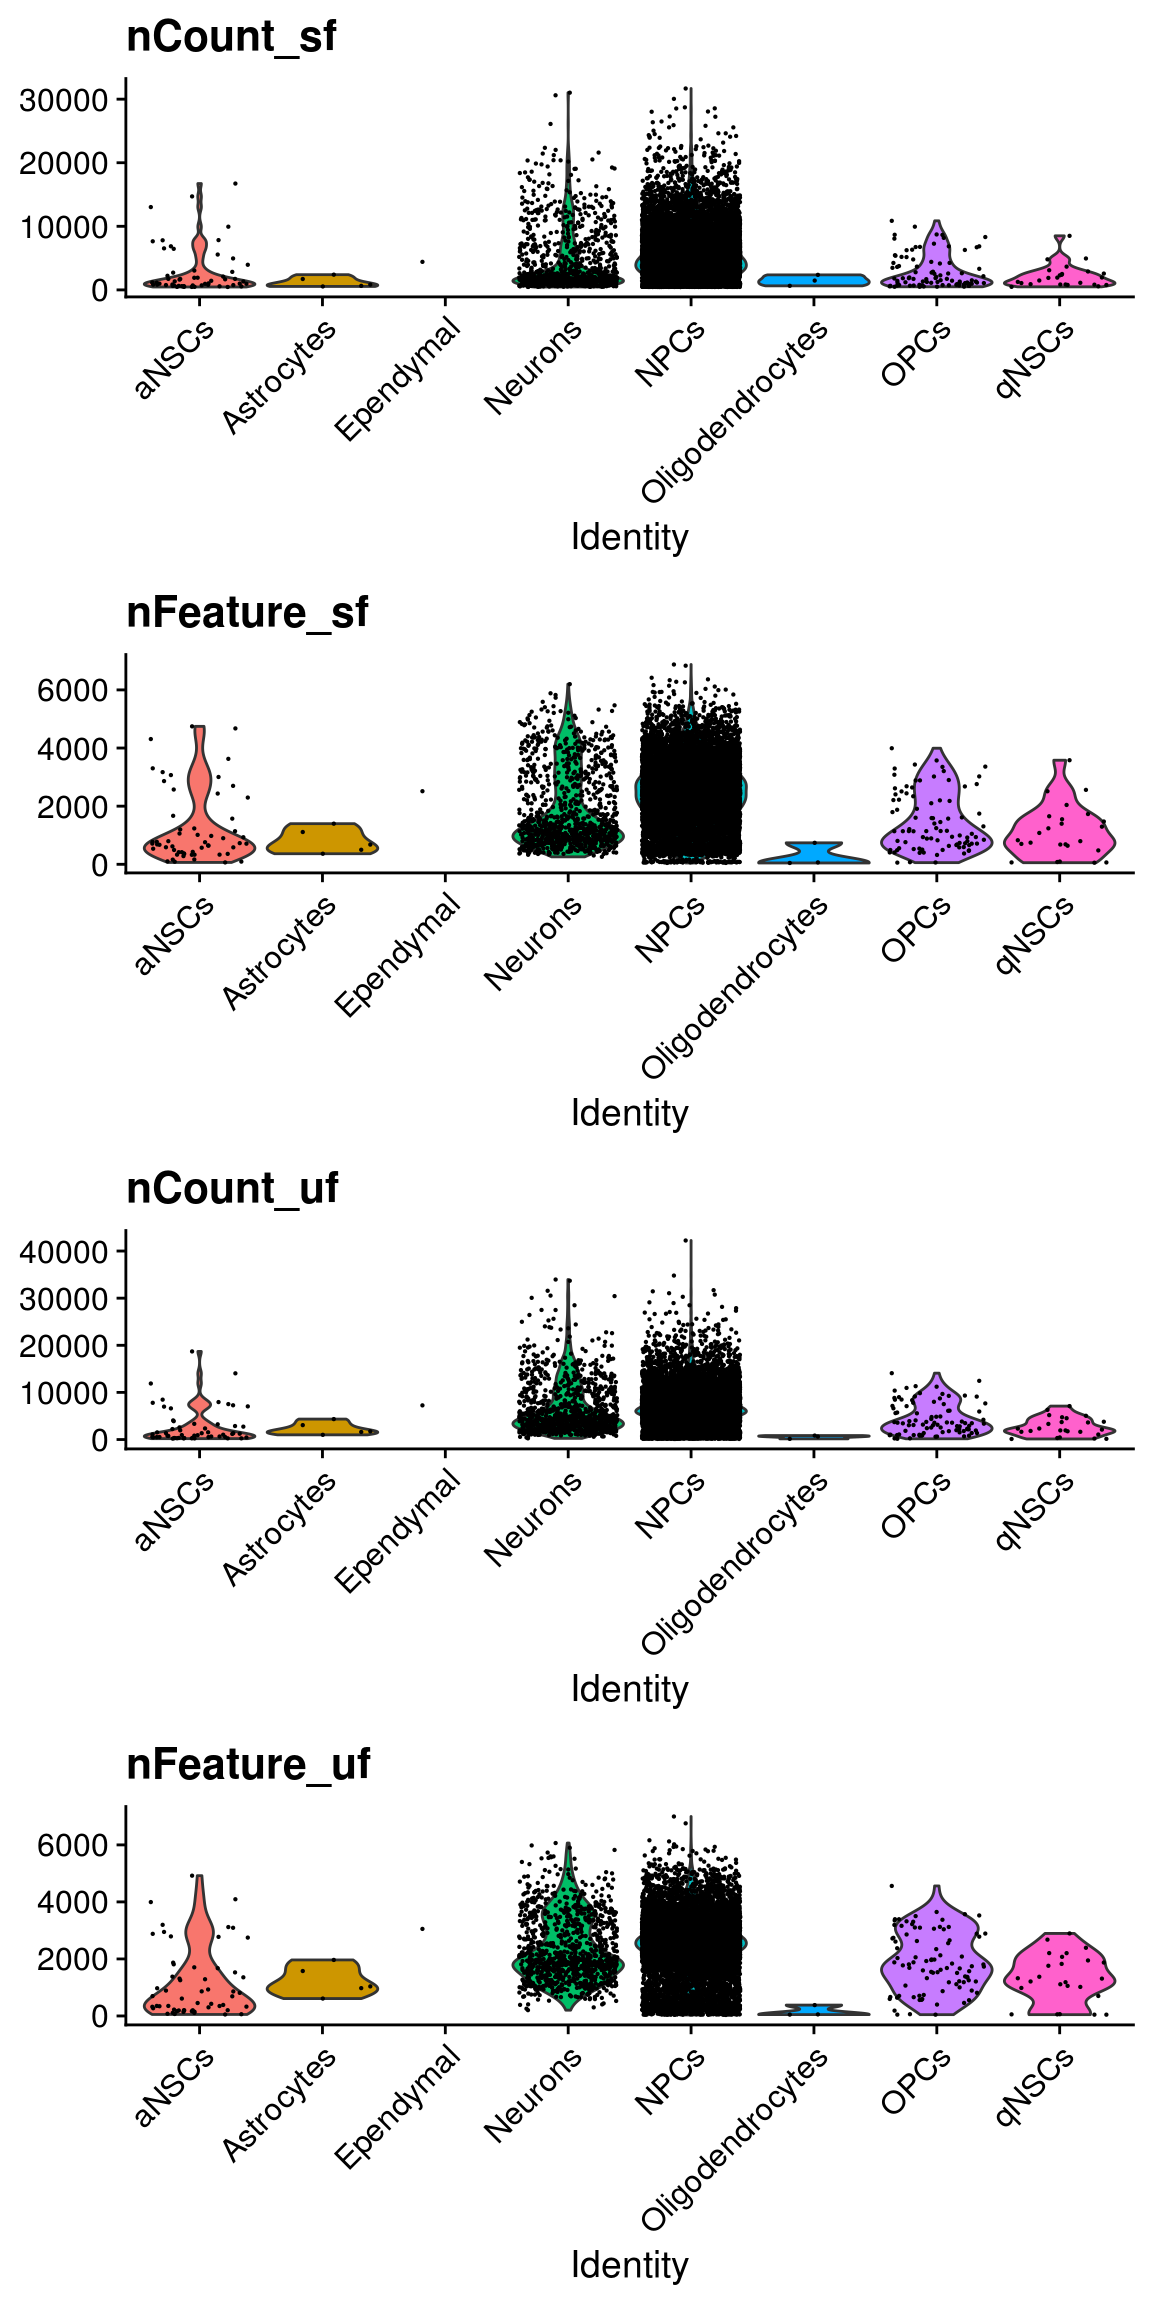 nCount_sf
30000
20000
10000
0
aNSCs
Astrocytes
Ependymal
Neurons
NPCs
Oligodendrocytes
OPCs
qNSCs
Identity
nFeature_sf
6000
4000
2000
0
aNSCs
Astrocytes
Ependymal
Neurons
NPCs
Oligodendrocytes
OPCs
qNSCs
Identity
nCount_uf
40000
30000
20000
10000
0
aNSCs
Astrocytes
Ependymal
Neurons
NPCs
Oligodendrocytes
OPCs
qNSCs
Identity
nFeature_uf
6000
4000
2000
0
aNSCs
Astrocytes
Ependymal
Neurons
NPCs
Oligodendrocytes
OPCs
qNSCs
Identity